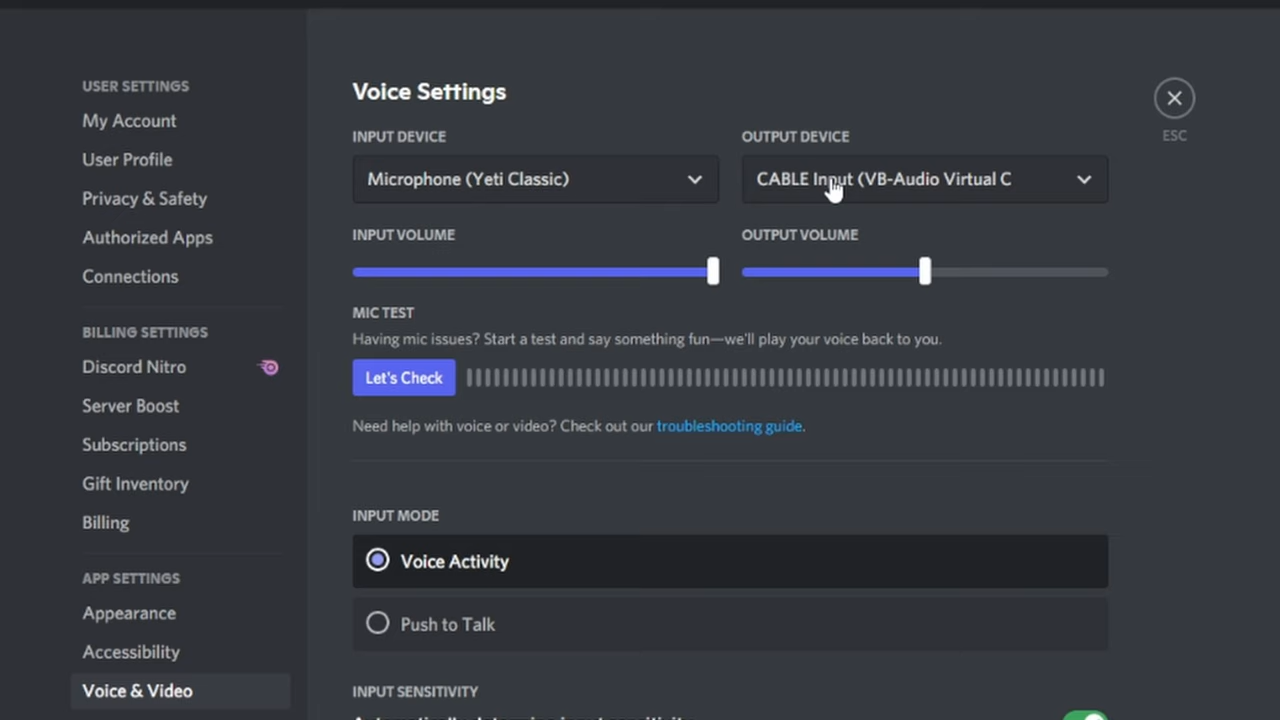 USER SETTINGS
My Account
User Profile
Privacy & Safety
Authorized Apps
Connections
BILLING SETTINGS
Discord Nitro
Server Boost
Subscriptions
Gift Inventory
Billing
APP SETTINGS
Appearance
Accessibility
Voice & Video
Voice Settings
INPUT DEVICE
Microphone (Yeti Classic)
OUTPUT DEVICE
CABLE Input (VB-Audio Virtual C
INPUT VOLUME
OUTPUT VOLUME
MIC TEST
Having mic issues? Start a test and say something fun—we'll play your voice back to you.
Let's Check
Need help with voice or video? Check out our troubleshooting guide.
INPUT MODE
Voice Activity
Push to Talk
INPUT SENSITIVITY
Automatically determine input sensitivity
ESC